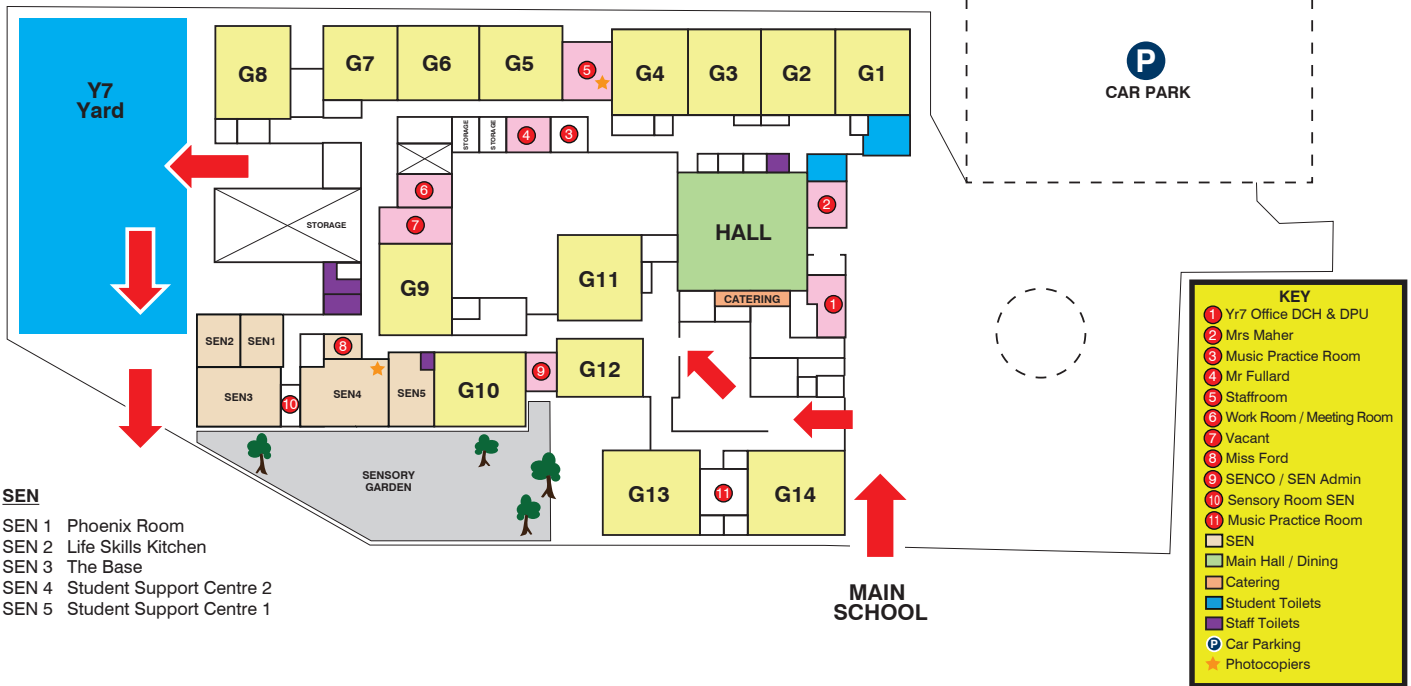 Y7
Yard
G8
G7
G6
G5
5
G4
G3
G2
G1
P
CAR PARK
STORAGE
STORAGE
4
3
6
7
2
STORAGE
HALL
G9
G11
CATERING
1
SEN2
SEN1
8
SEN3
10
SEN4
SEN5
G10
9
G12
SENSORY
GARDEN
G13
11
G14
MAIN
SCHOOL
SEN
SEN 1 Phoenix Room
SEN 2 Life Skills Kitchen
SEN 3 The Base
SEN 4 Student Support Centre 2
SEN 5 Student Support Centre 1
KEY
1 Yr7 Office DCH & DPU
2 Mrs Maher
3 Music Practice Room
4 Mr Fullard
5 Staffroom
6 Work Room / Meeting Room
7 Vacant
8 Miss Ford
9 SENCO / SEN Admin
10 Sensory Room SEN
11 Music Practice Room
SEN
Main Hall / Dining
Catering
Student Toilets
Staff Toilets
P Car Parking
Photocopiers